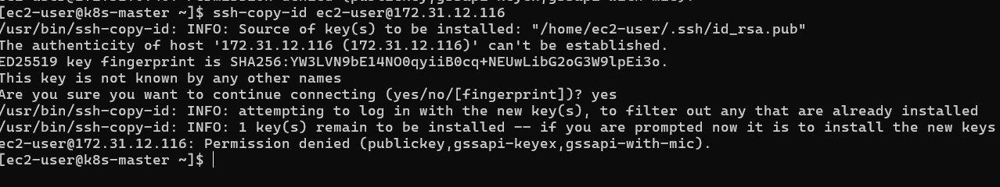 [ec2-user@k8s-master ~]$ ssh-copy-id ec2-user@172.31.12.116
/usr/bin/ssh-copy-id: INFO: Source of key(s) to be installed: "/home/ec2-user/.ssh/id_rsa.pub"
The authenticity of host '172.31.12.116 (172.31.12.116)' can't be established.
ED25519 key fingerprint is SHA256:YW3LVN9bE14NO0qyiiB0cq+NEUwLibG2oG3W9lpEi3o.
This key is not known by any other names
Are you sure you want to continue connecting (yes/no/[fingerprint])? yes
/usr/bin/ssh-copy-id: INFO: attempting to log in with the new key(s), to filter out any that are already installed
/usr/bin/ssh-copy-id: INFO: 1 key(s) remain to be installed -- if you are prompted now it is to install the new keys
ec2-user@172.31.12.116: Permission denied (publickey,gssapi-keyex,gssapi-with-mic).
[ec2-user@k8s-master ~]$